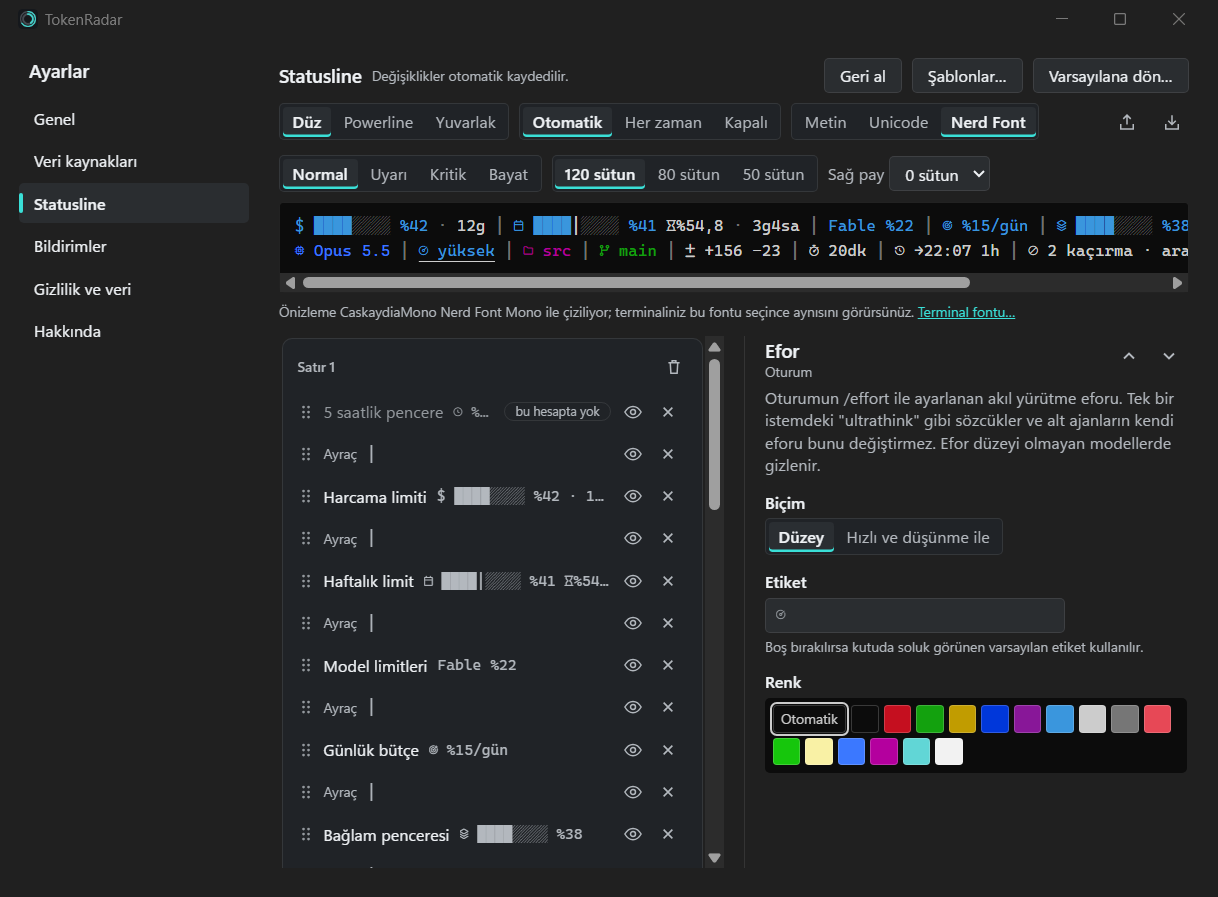 TokenRadar
Ayarlar
Genel
Veri kaynakları
Statusline
Bildirimler
Gizlilik ve veri
Hakkında
Statusline Değişiklikler otomatik kaydedilir. Geri al Şablonlar... Varsayılana dön...
Düz Powerline Yuvarlak Otomatik Her zaman Kapalı Metin Unicode Nerd Font
Normal Uyarı Kritik Bayat 120 sütun 80 sütun 50 sütun Sağ pay 0 sütun
$ %42 · 12g | %41 ⌛%54,8 · 3g4sa | Fable %22 | %15/gün | %38
Opus 5.5 | yüksek | src | main | ± +156 −23 | 20dk | →22:07 1h | 2 kaçırma · ara
Önizleme CaskaydiaMono Nerd Font Mono ile çiziliyor; terminaliniz bu fontu seçince aynısını görürsünüz. Terminal fontu...
Satır 1
5 saatlik pencere %... bu hesapta yok
Ayraç |
Harcama limiti $ %42 · 1...
Ayraç |
Haftalık limit %41 ⌛%54...
Ayraç |
Model limitleri Fable %22
Ayraç |
Günlük bütçe %15/gün
Ayraç |
Bağlam penceresi %38
Efor
Oturum
Oturumun /effort ile ayarlanan akıl yürütme eforu. Tek bir
istemdeki "ultrathink" gibi sözcükler ve alt ajanların kendi
eforu bunu değiştirmez. Efor düzeyi olmayan modellerde
gizlenir.
Biçim
Düzey Hızlı ve düşünme ile
Etiket
Boş bırakılırsa kutuda soluk görünen varsayılan etiket kullanılır.
Renk
Otomatik